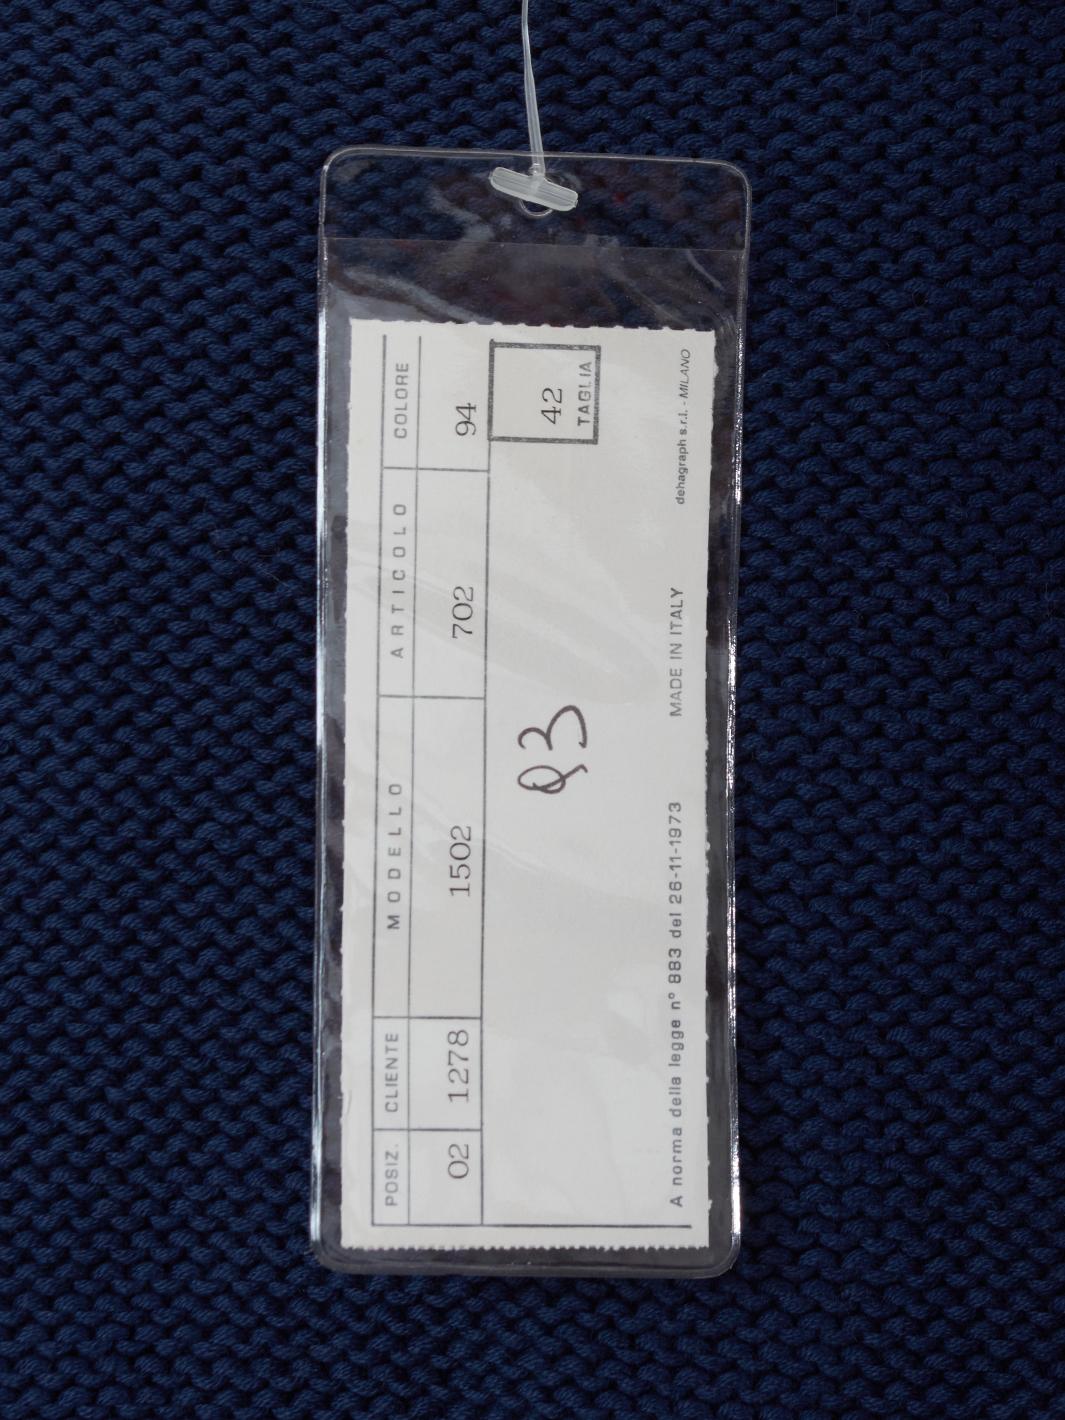 POSIZ. CLIENTE MODELLO ARTICOLO COLORE
02 1278 1502 702 94
42
TAGLIA
Q3
A norma della legge n° 883 del 26-11-1973 MADE IN ITALY dehagraph s.r.l. - MILANO